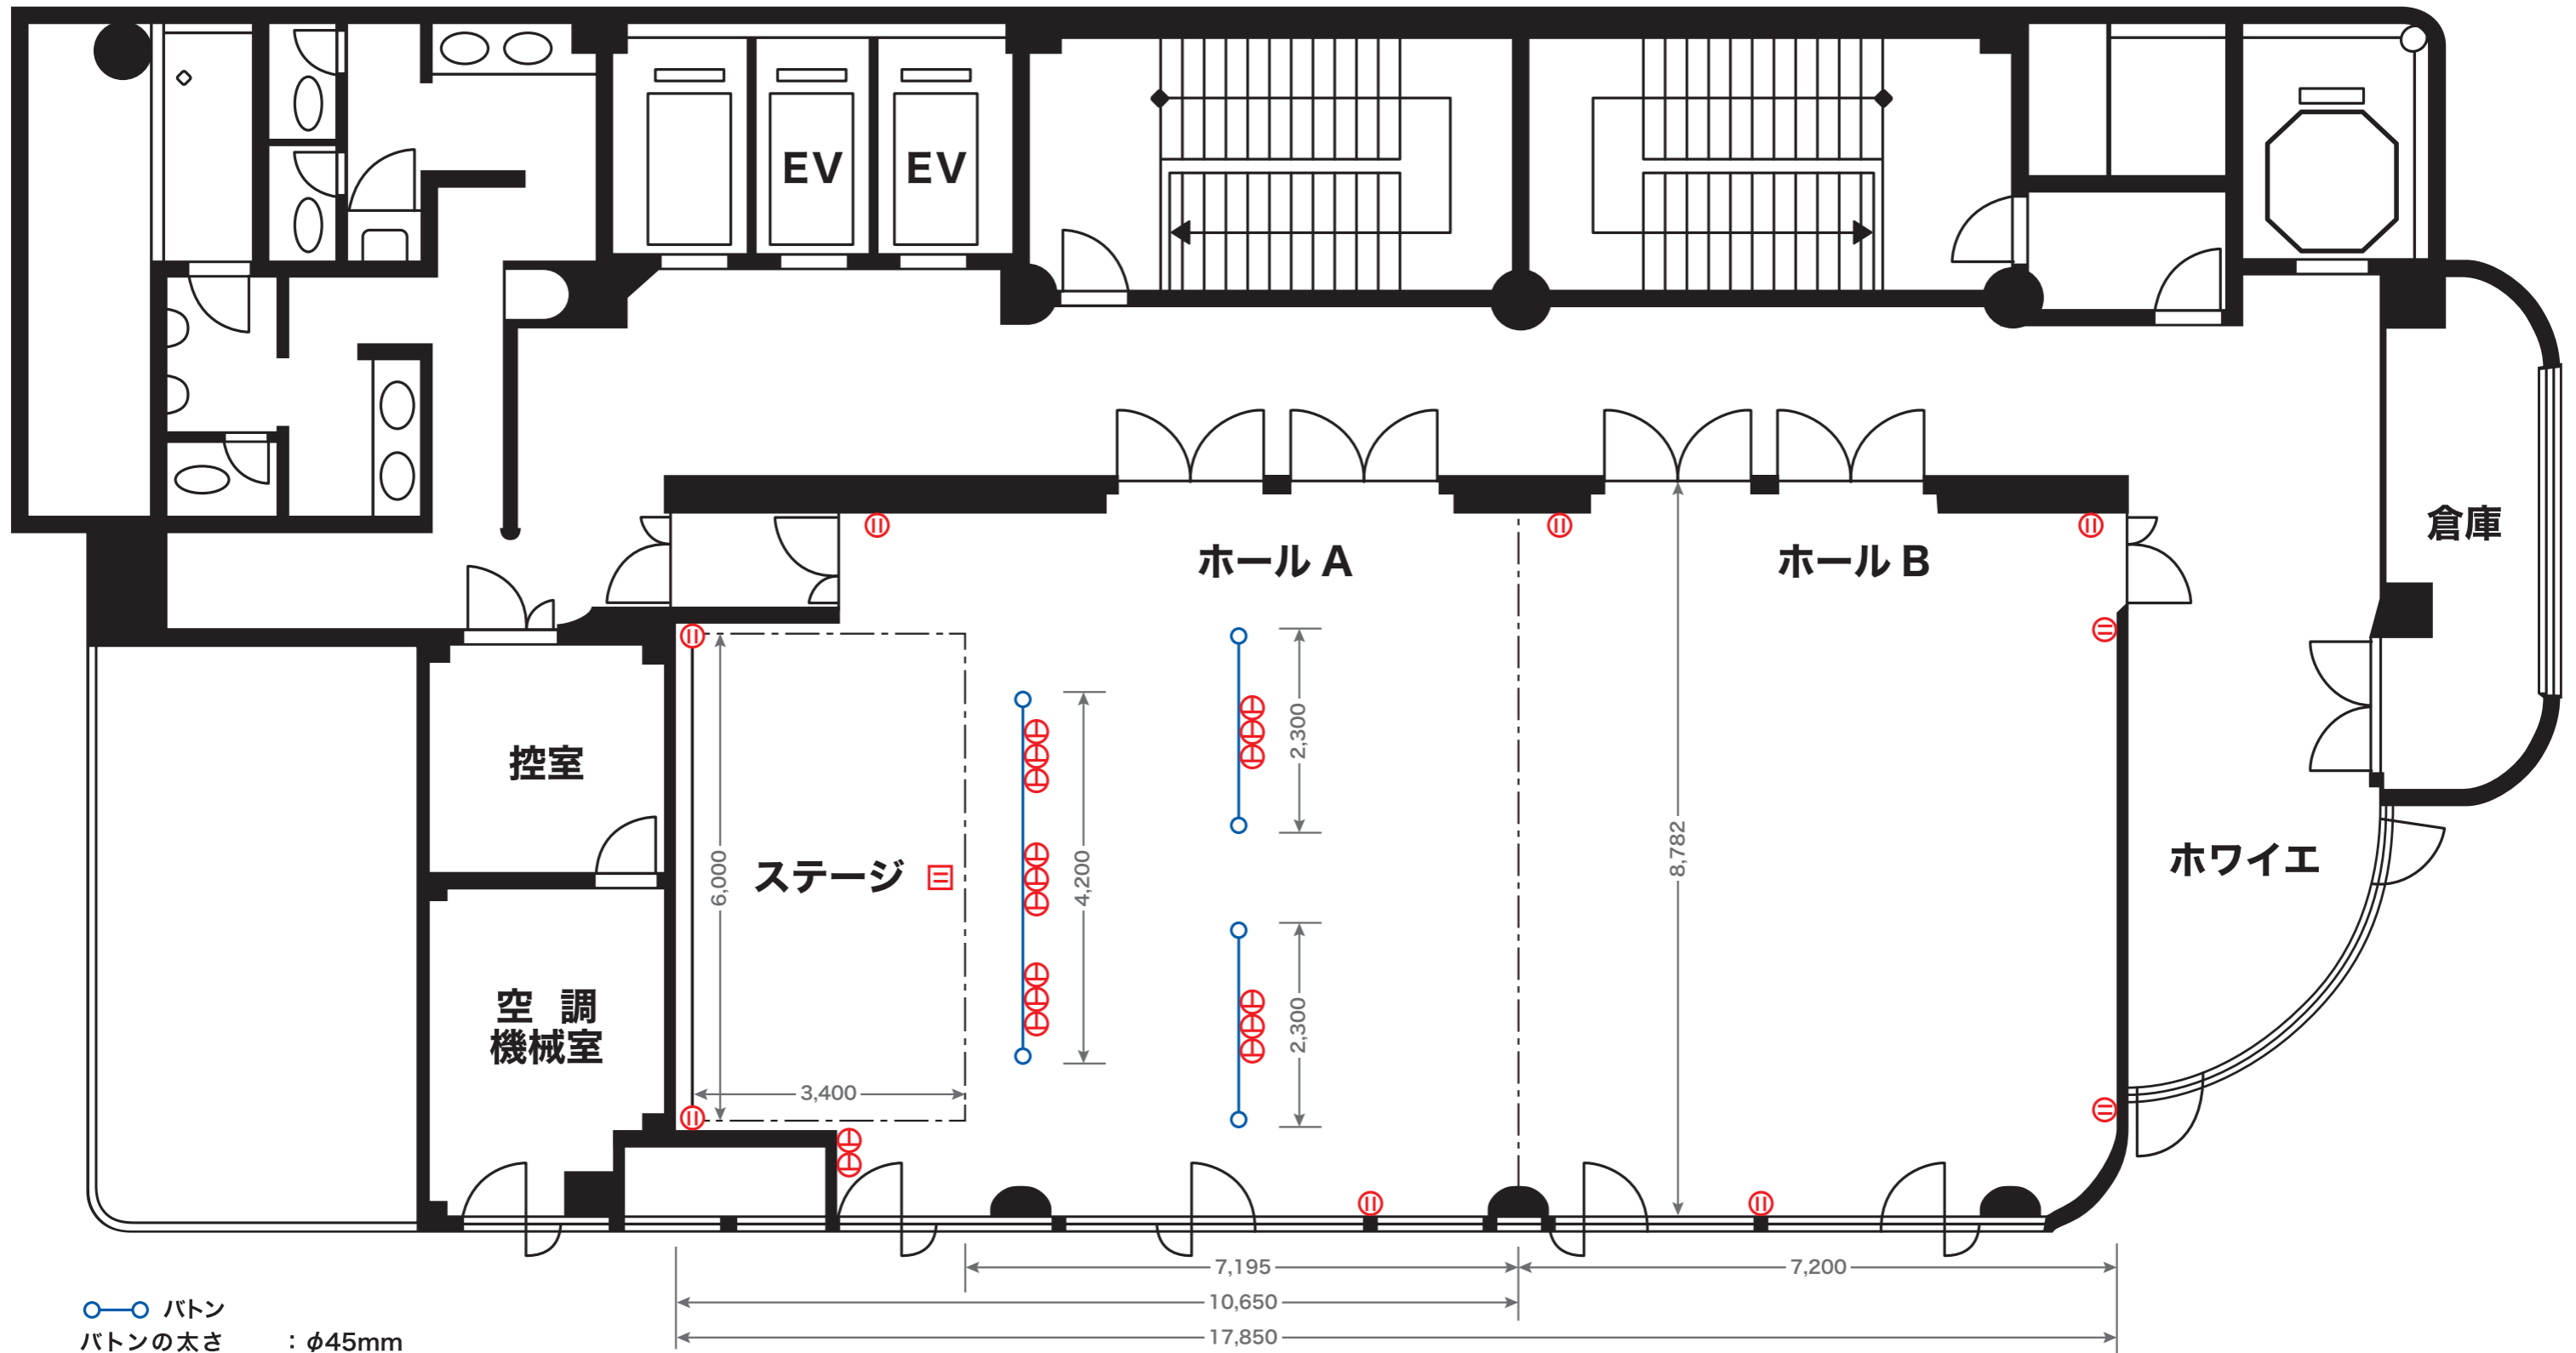 EV
EV
ホール A
ホール B
倉庫
控室
ステージ
ホワイエ
空 調
機械室
6,000
3,400
4,200
2,300
2,300
8,782
7,195
7,200
10,650
17,850
バトン
バトンの太さ : φ45mm